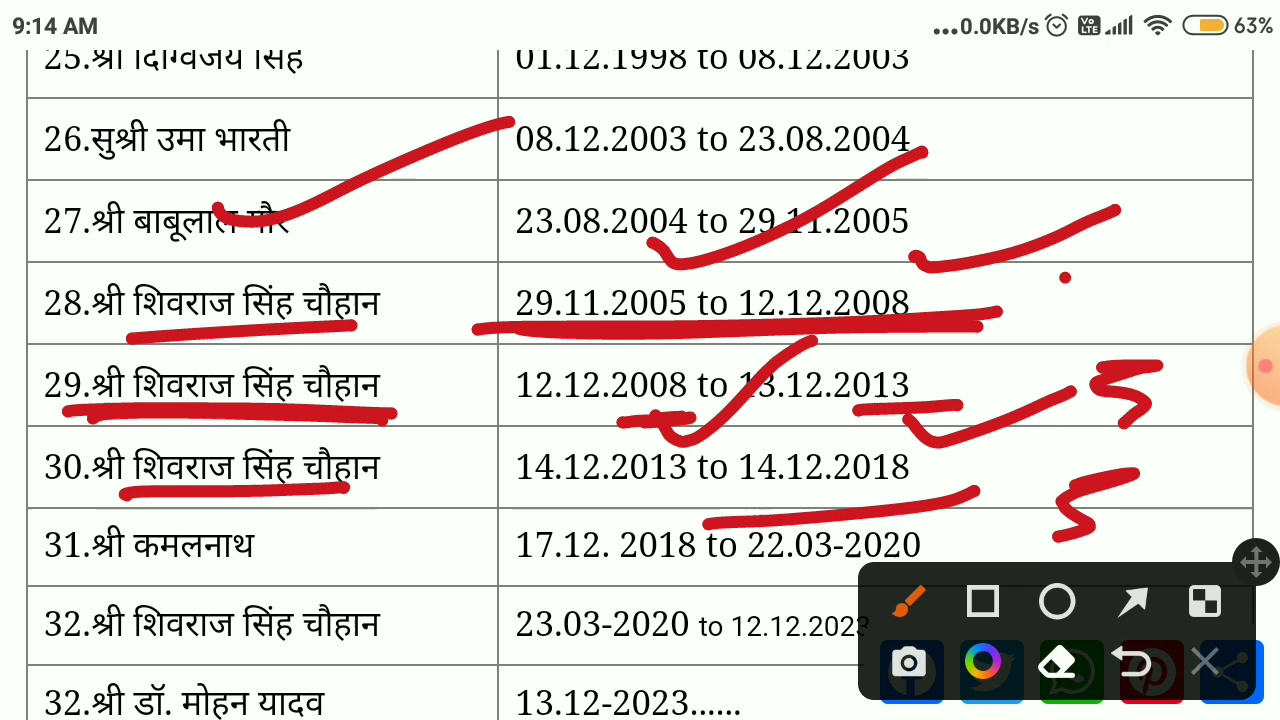 9:14 AM ...0.0KB/s Vo LTE 63%
25.श्री दिग्विजय सिंह 01.12.1998 to 08.12.2003
26.सुश्री उमा भारती 08.12.2003 to 23.08.2004
27.श्री बाबूलाल गौर 23.08.2004 to 29.11.2005
28.श्री शिवराज सिंह चौहान 29.11.2005 to 12.12.2008
29.श्री शिवराज सिंह चौहान 12.12.2008 to 13.12.2013 5
30.श्री शिवराज सिंह चौहान 14.12.2013 to 14.12.2018 5
31.श्री कमलनाथ 17.12. 2018 to 22.03-2020
32.श्री शिवराज सिंह चौहान 23.03-2020 to 12.12.2023
32.श्री डॉ. मोहन यादव 13.12-2023......